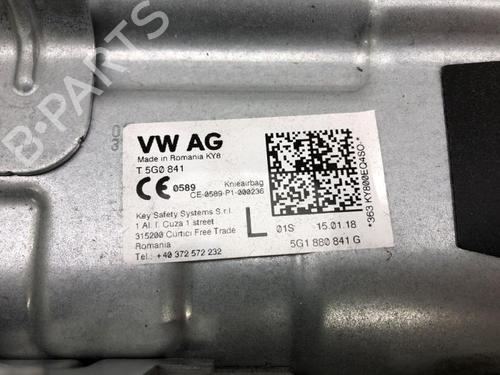 B-PARTS
VW AG
Made in Romania KY8
T 5G0 841
CE 0589
Knieairbag
CE-0589-P1-000236
Key Safety Systems S.r.l.
1 Al. I. Cuza 1 street
315200 Curtici Free Trade
Romania
Tel.: +40 372 572 232
L
01S
15.01.18
5G1 880 841 G
*363 KY800EQ4SO*